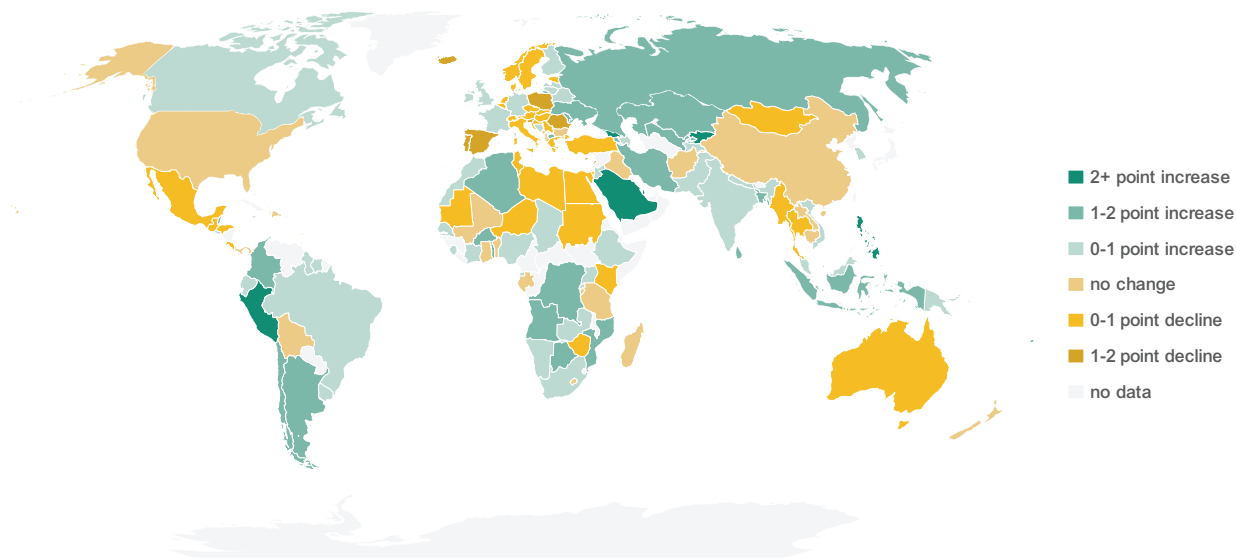 2+ point increase
1-2 point increase
0-1 point increase
no change
0-1 point decline
1-2 point decline
no data